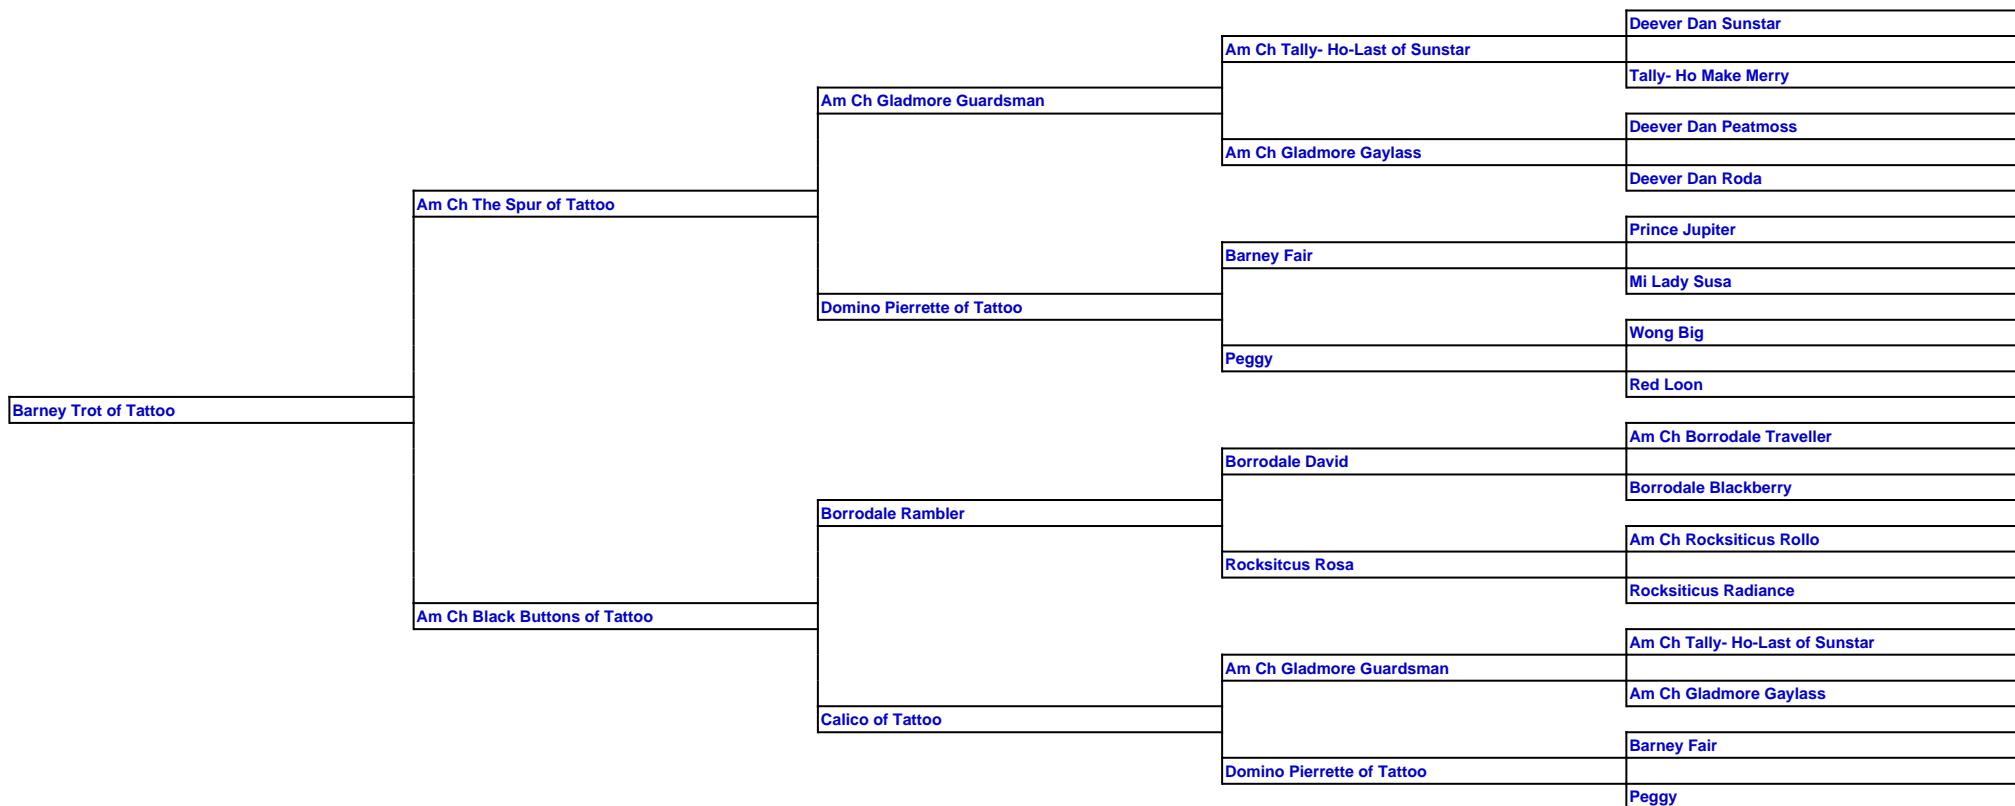 Deever Dan Sunstar
Am Ch Tally- Ho-Last of Sunstar
Tally- Ho Make Merry
Am Ch Gladmore Guardsman
Deever Dan Peatmoss
Am Ch Gladmore Gaylass
Deever Dan Roda
Am Ch The Spur of Tattoo
Prince Jupiter
Barney Fair
Mi Lady Susa
Domino Pierrette of Tattoo
Wong Big
Peggy
Red Loon
Barney Trot of Tattoo
Am Ch Borrodale Traveller
Borrodale David
Borrodale Blackberry
Borrodale Rambler
Am Ch Rocksiticus Rollo
Rocksitcus Rosa
Rocksiticus Radiance
Am Ch Black Buttons of Tattoo
Am Ch Tally- Ho-Last of Sunstar
Am Ch Gladmore Guardsman
Am Ch Gladmore Gaylass
Calico of Tattoo
Barney Fair
Domino Pierrette of Tattoo
Peggy